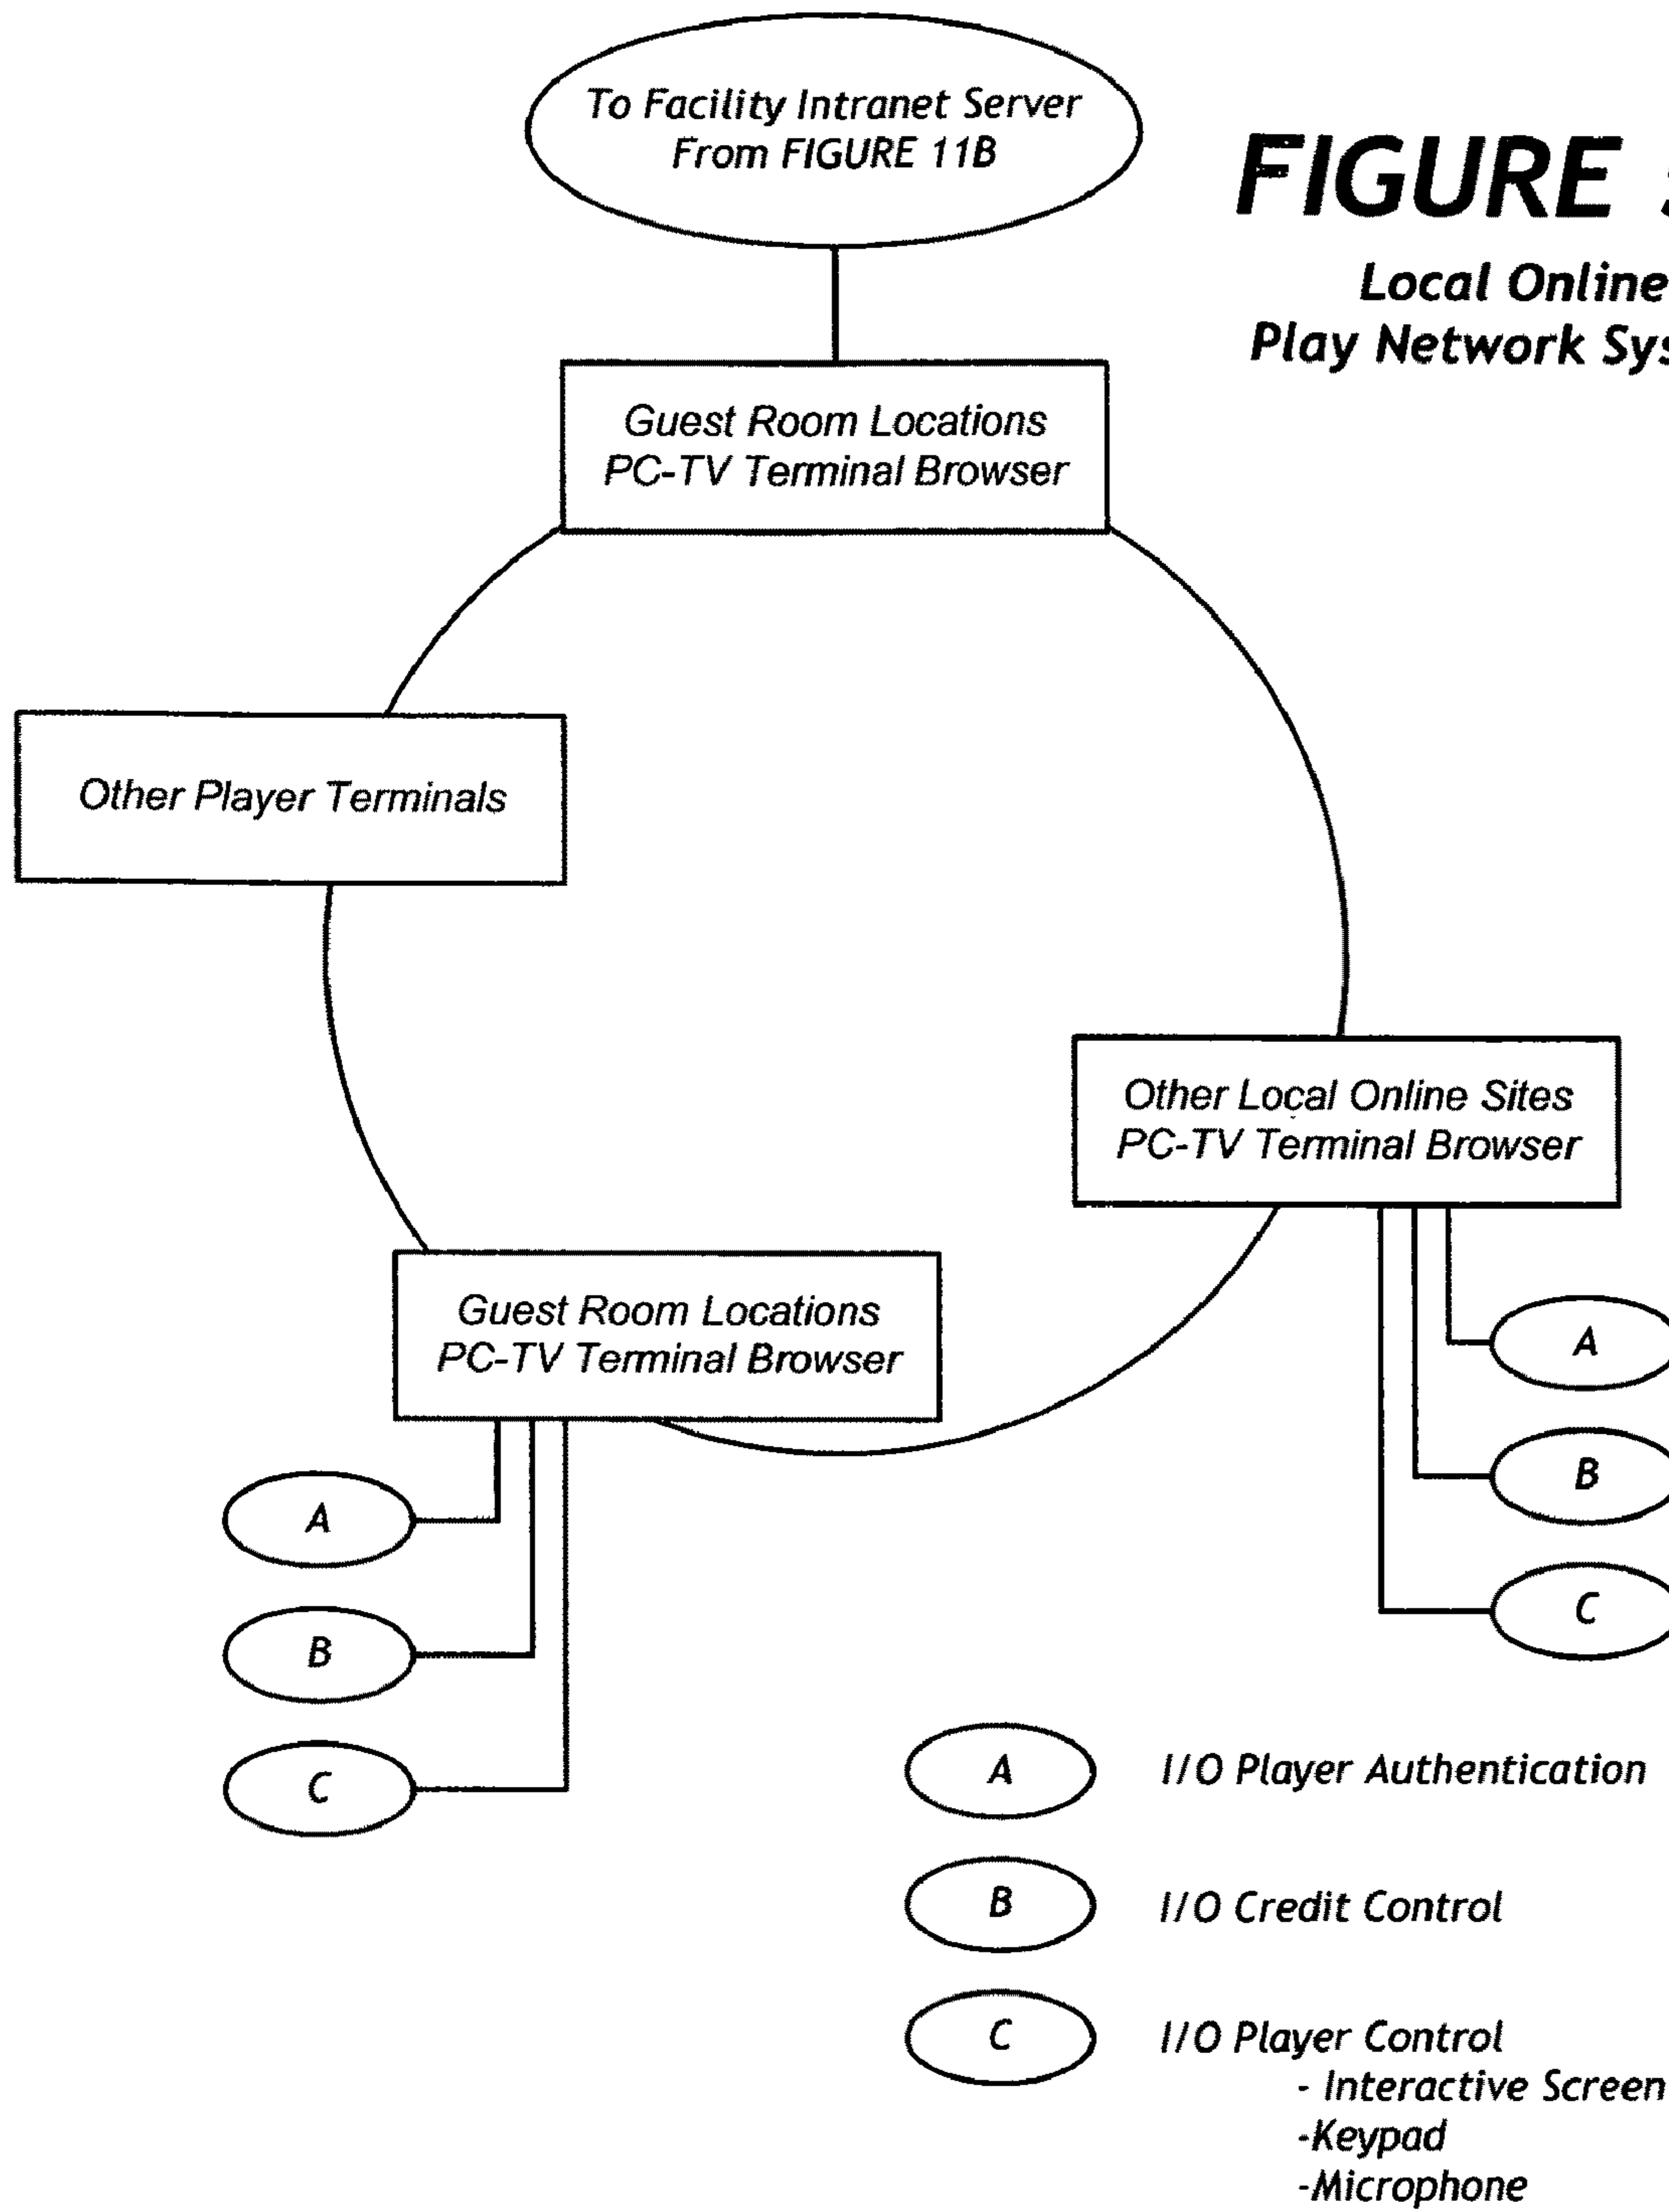 To Facility Intranet Server
From FIGURE 11B
FIGURE
Local Online
Play Network
Guest Room Locations
PC-TV Terminal Browser
Other Player Terminals
Other Local Online Sites
PC-TV Terminal Browser
Guest Room Locations
PC-TV Terminal Browser
A
B
C
A
B
C
A I/O Player Authentication
B I/O Credit Control
C I/O Player Control
- Interactive Screen
-Keypad
-Microphone